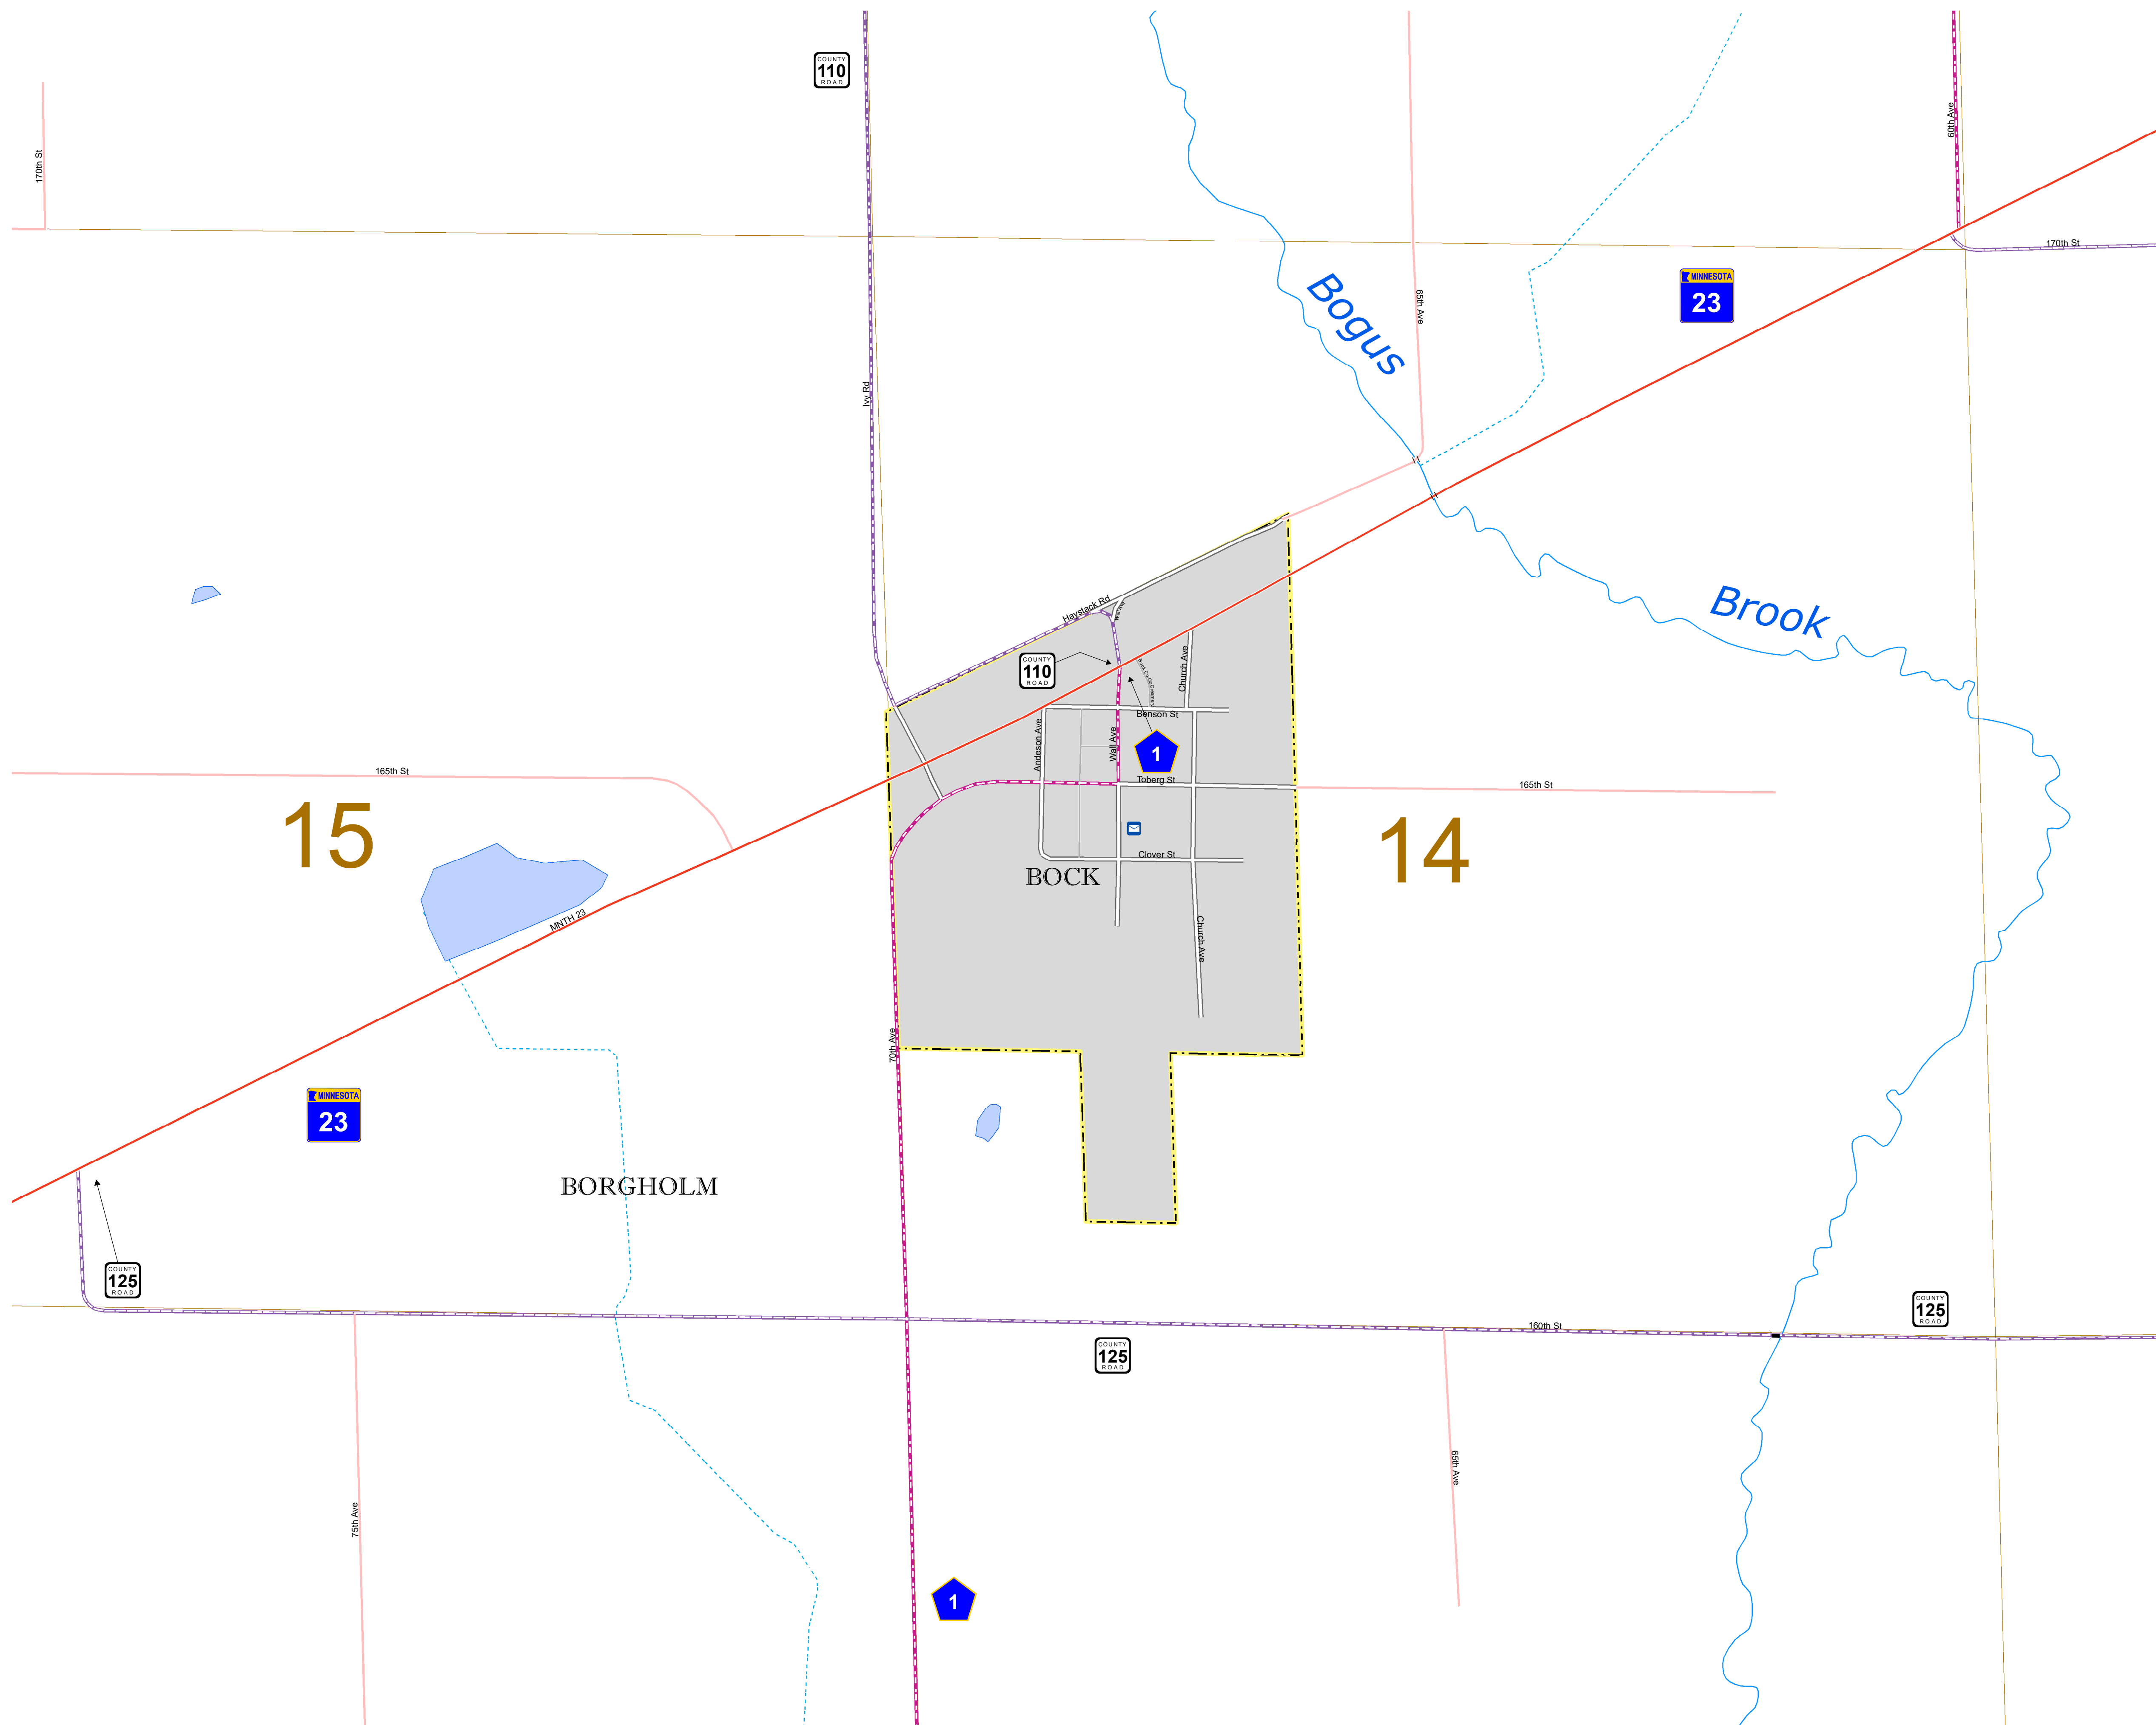 COUNTY
110
ROAD
60th Ave
170th St
170th St
MINNESOTA
23
65th Ave
Bogus
Ivy Rd
Haystack Rd
Brook
COUNTY
110
ROAD
Church Ave
Benson St
Andeson Ave
Wall Ave
1
Toberg St
165th St
165th St
15
14
Clover St
BOCK
MNTH 23
Church Ave
70th Ave
MINNESOTA
23
BORGHOLM
COUNTY
125
ROAD
COUNTY
125
ROAD
160th St
COUNTY
125
ROAD
65th Ave
75th Ave
1